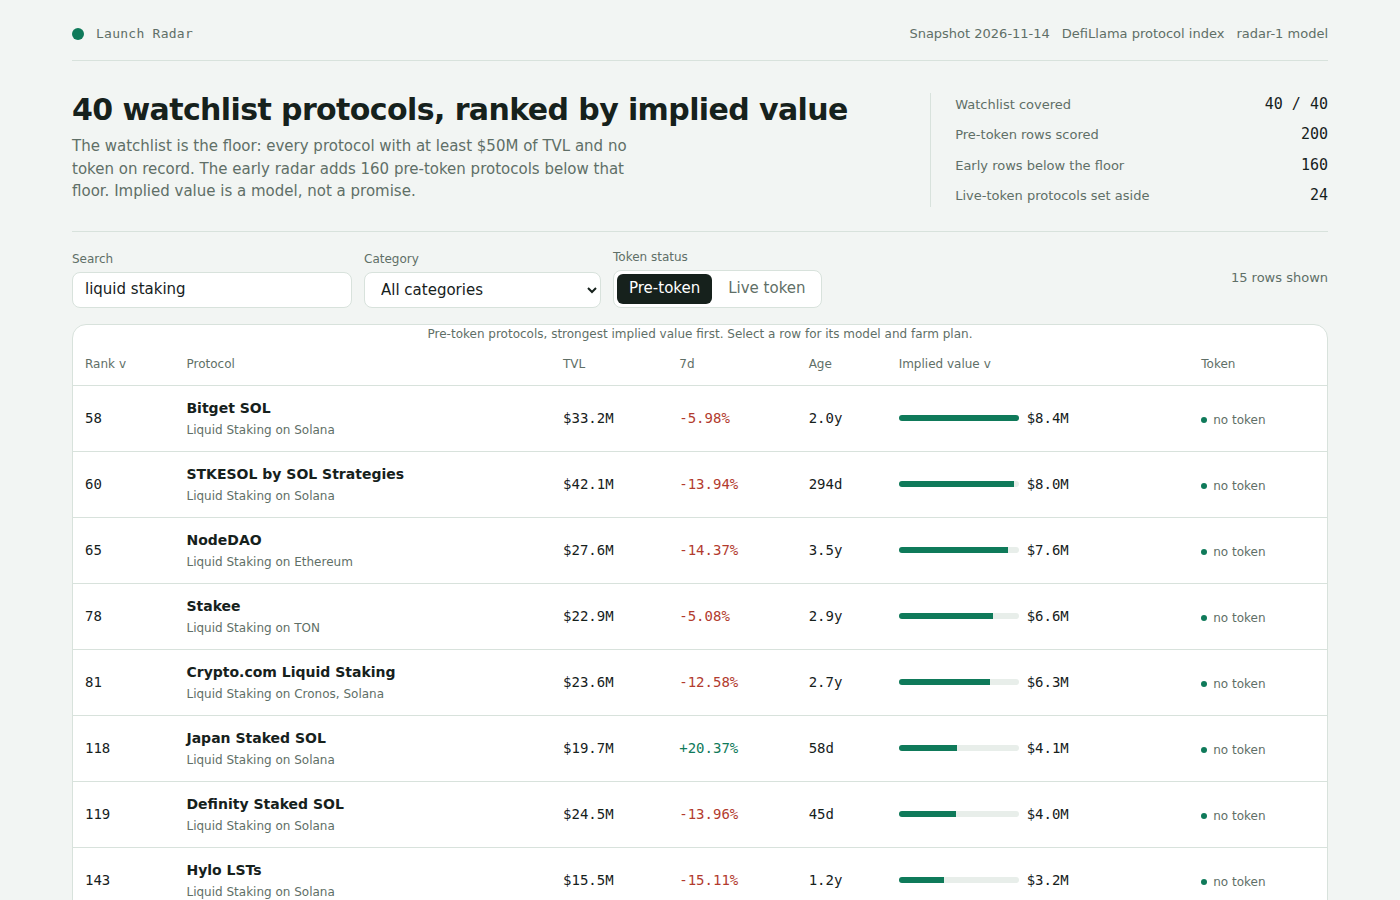 Launch Radar
Snapshot 2026-11-14 DefiLlama protocol index radar-1 model
40 watchlist protocols, ranked by implied value
The watchlist is the floor: every protocol with at least $50M of TVL and no
token on record. The early radar adds 160 pre-token protocols below that
floor. Implied value is a model, not a promise.
Watchlist covered 40 / 40
Pre-token rows scored 200
Early rows below the floor 160
Live-token protocols set aside 24
Search
liquid staking
Category
All categories
Token status
Pre-token Live token
15 rows shown
Pre-token protocols, strongest implied value first. Select a row for its model and farm plan.
Rank v Protocol TVL 7d Age Implied value v Token
58 Bitget SOL $33.2M -5.98% 2.0y $8.4M no token
Liquid Staking on Solana
60 STKESOL by SOL Strategies $42.1M -13.94% 294d $8.0M no token
Liquid Staking on Solana
65 NodeDAO $27.6M -14.37% 3.5y $7.6M no token
Liquid Staking on Ethereum
78 Stakee $22.9M -5.08% 2.9y $6.6M no token
Liquid Staking on TON
81 Crypto.com Liquid Staking $23.6M -12.58% 2.7y $6.3M no token
Liquid Staking on Cronos, Solana
118 Japan Staked SOL $19.7M +20.37% 58d $4.1M no token
Liquid Staking on Solana
119 Definity Staked SOL $24.5M -13.96% 45d $4.0M no token
Liquid Staking on Solana
143 Hylo LSTs $15.5M -15.11% 1.2y $3.2M no token
Liquid Staking on Solana